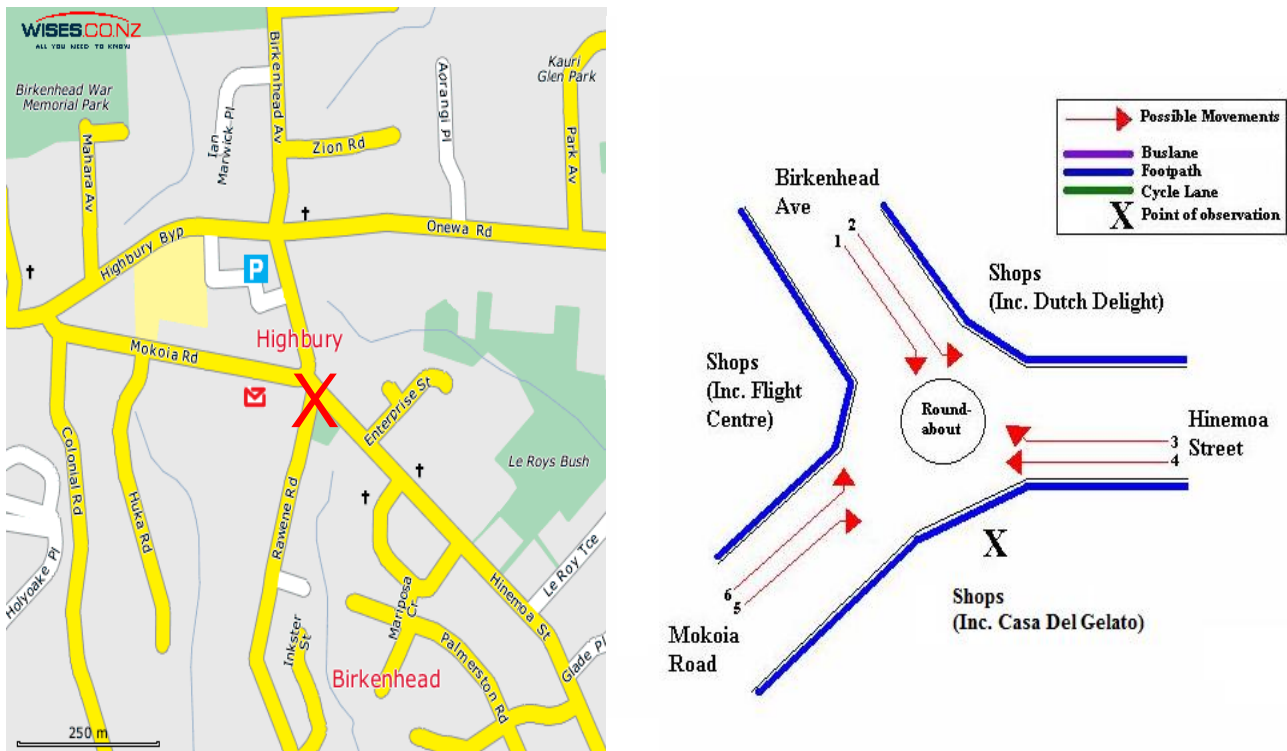 WISES.CO.NZ
ALL YOU NEED TO KNOW
Birkenhead War
Memorial Park
Mahara Av
Ian
Marwick Pl
Birkenhead Av
Zion Rd
Aorangi Pl
Kauri
Glen Park
Park Av
Onewa Rd
Highbury Byp
P
Highbury
Mokoia Rd
X
Enterprise St
Le Roys Bush
Colonial Rd
Huka Rd
Rawene Rd
Holyoake Pl
Hinemoa St
Le Roy Tce
Mariposa
Cr
Inkster
St
Palmerston Rd
Glade Pl
Birkenhead
250 m
Possible Movements
Buslane
Footpath
Cycle Lane
X Point of observation
Birkenhead
Ave
1
2
Shops
(Inc. Dutch Delight)
Shops
(Inc. Flight
Centre)
Round-
about
Hinemoa
Street
3
4
X
6
5
Mokoia
Road
Shops
(Inc. Casa Del Gelato)